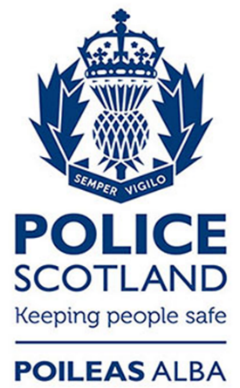 SEMPER VIGILO
POLICE
SCOTLAND
Keeping people safe
POILEAS ALBA